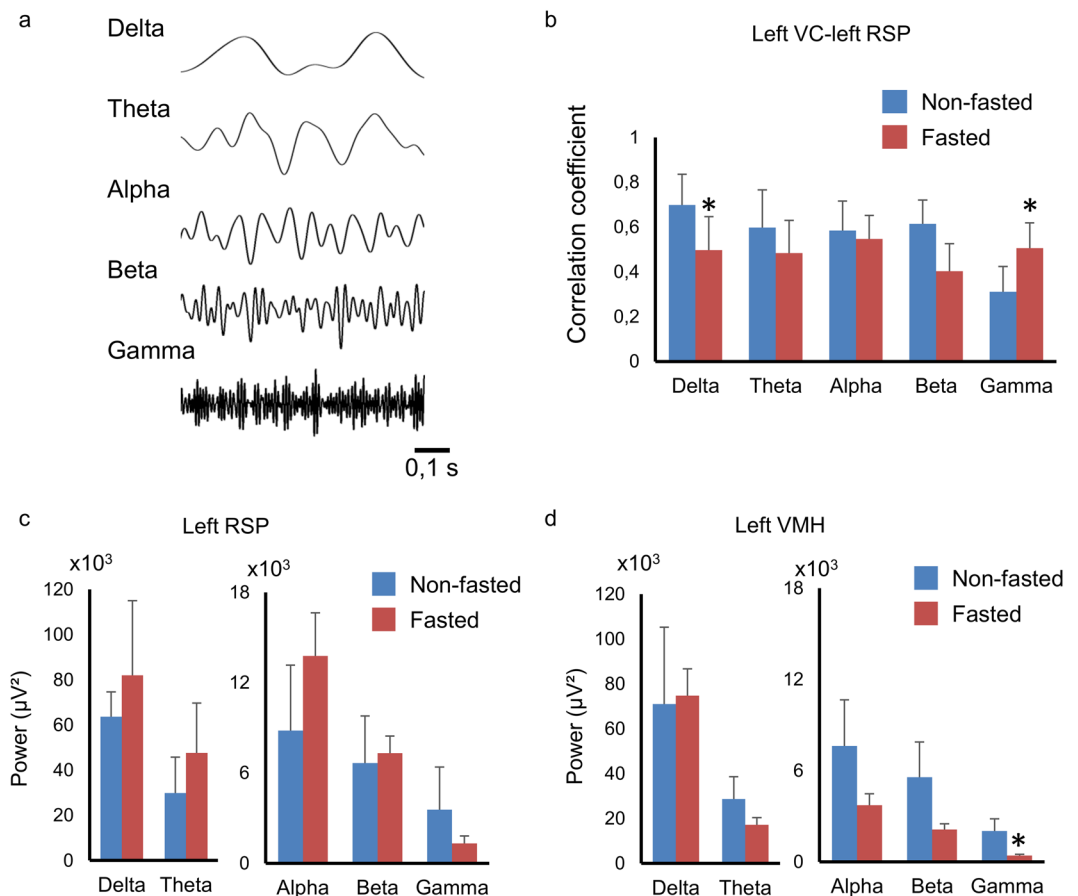 a
Delta
Theta
Alpha
Beta
Gamma
0,1 s
b
Left VC-left RSP
Non-fasted
Fasted
Correlation coefficient
1
0,8
0,6
0,4
0,2
0
*
*
Delta Theta Alpha Beta Gamma
c
Left RSP
x10³
120
100
80
60
40
20
0
Power (µV²)
Delta Theta
x10³
18
12
6
0
Non-fasted
Fasted
Alpha Beta Gamma
d
Left VMH
x10³
120
100
80
60
40
20
0
Power (µV²)
Delta Theta
x10³
18
12
6
0
Non-fasted
Fasted
*
Alpha Beta Gamma